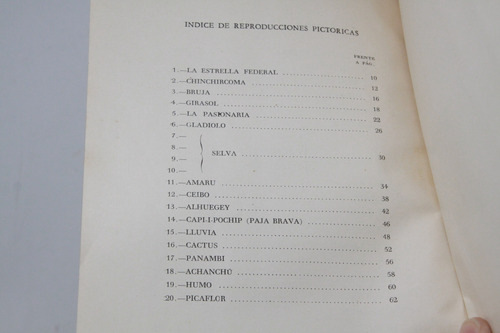 INDICE DE REPRODUCCIONES PICTORICAS
FRENTE
A PÁG.
1.—LA ESTRELLA FEDERAL ........ 10
2.—CHINCHIRCOMA ........ 12
3.—BRUJA ........ 16
4.—GIRASOL ........ 18
5.—LA PASIONARIA ........ 22
6.—GLADIOLO ........ 26
7.—
8.—
9.— SELVA ........ 30
10.—
11.—AMARU ........ 34
12.—CEIBO ........ 38
13.—ALHUEGEY ........ 42
14.—CAPI-I-POCHIP (PAJA BRAVA) ........ 46
15.—LLUVIA ........ 48
16.—CACTUS ........ 52
17.—PANAMBI ........ 56
18.—ACHANCHÚ ........ 58
19.—HUMO ........ 60
20.—PICAFLOR ........ 62